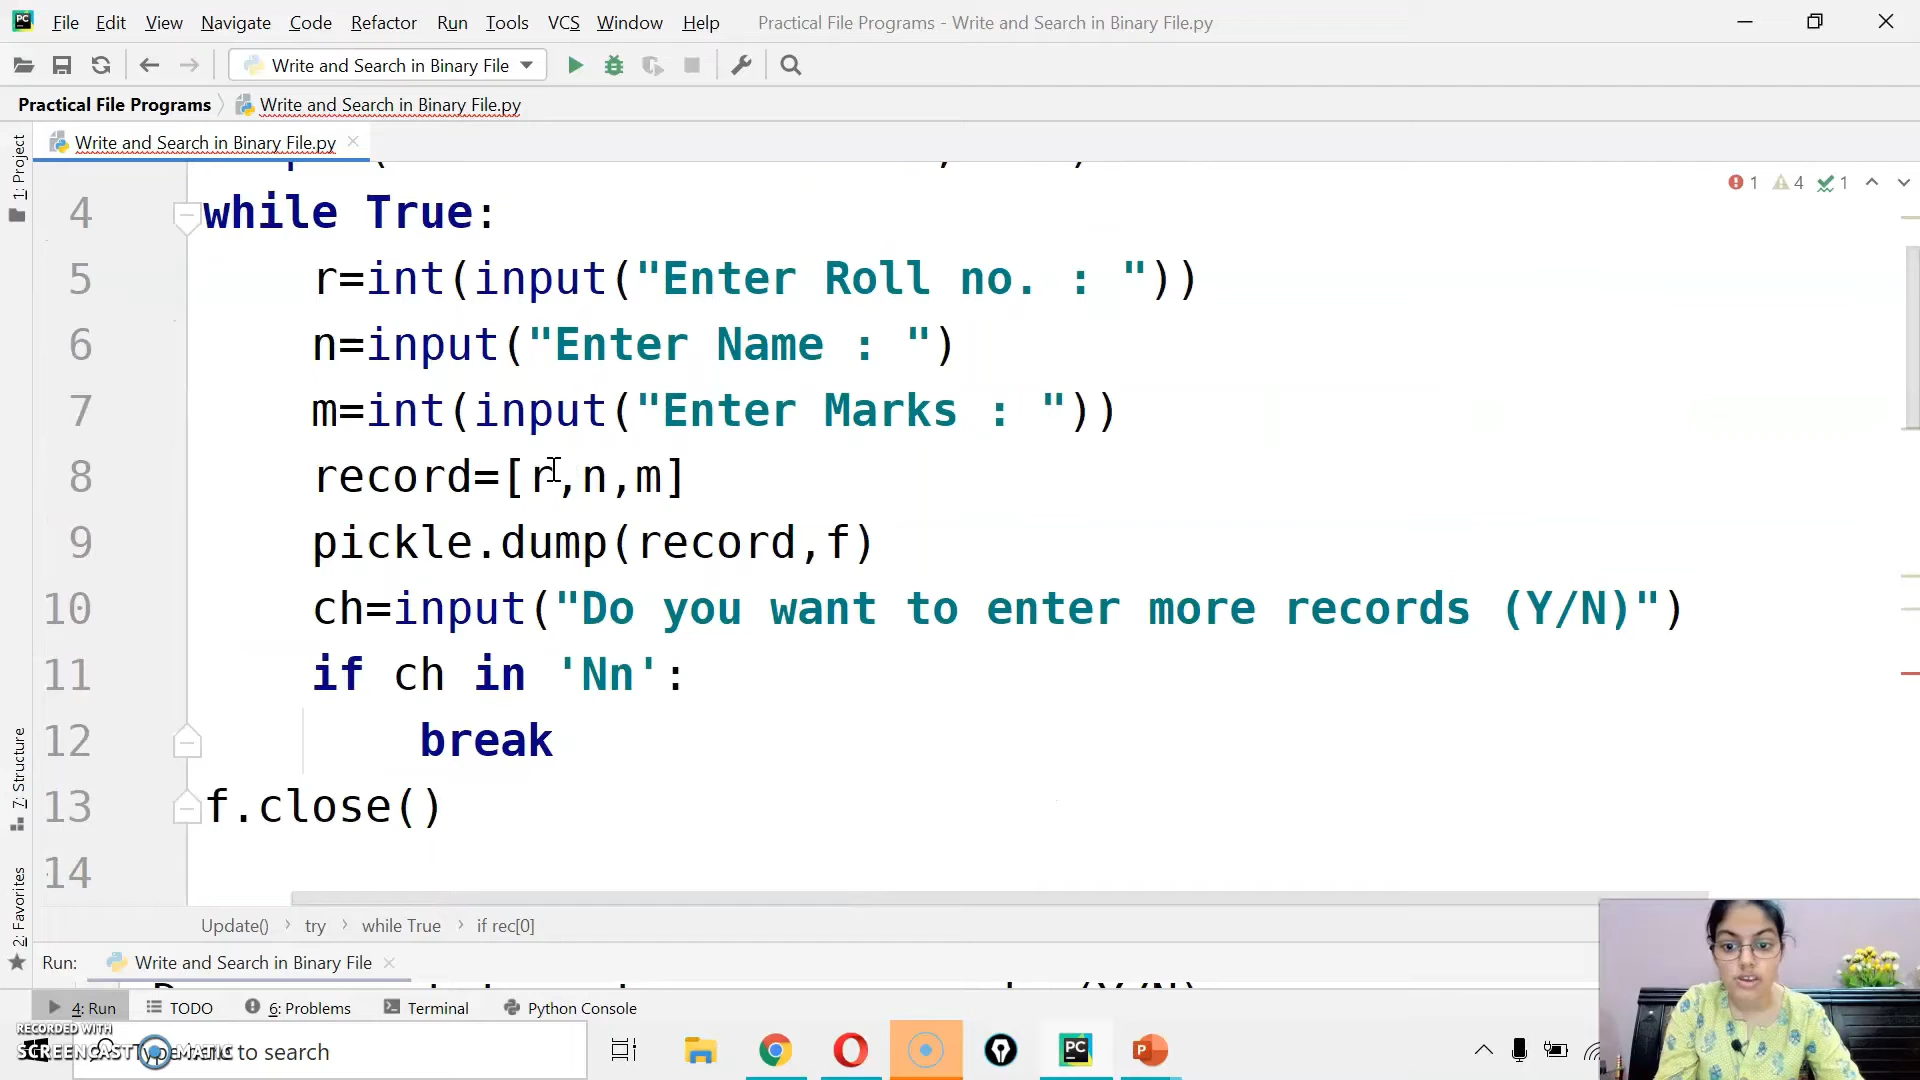 File Edit View Navigate Code Refactor Run Tools VCS Window Help Practical File Programs - Write and Search in Binary File.py
Write and Search in Binary File
Practical File Programs Write and Search in Binary File.py
Write and Search in Binary File.py
1: Project
1 4 1
4 while True:
5 r=int(input("Enter Roll no. : "))
6 n=input("Enter Name : ")
7 m=int(input("Enter Marks : "))
8 record=[r,n,m]
9 pickle.dump(record,f)
10 ch=input("Do you want to enter more records (Y/N)")
11 if ch in 'Nn':
12 break
13 f.close()
14
7: Structure
2: Favorites
Update() try while True if rec[0]
Run: Write and Search in Binary File
4: Run TODO 6: Problems Terminal Python Console
RECORDED WITH
SCREENCAST MATIC
to search